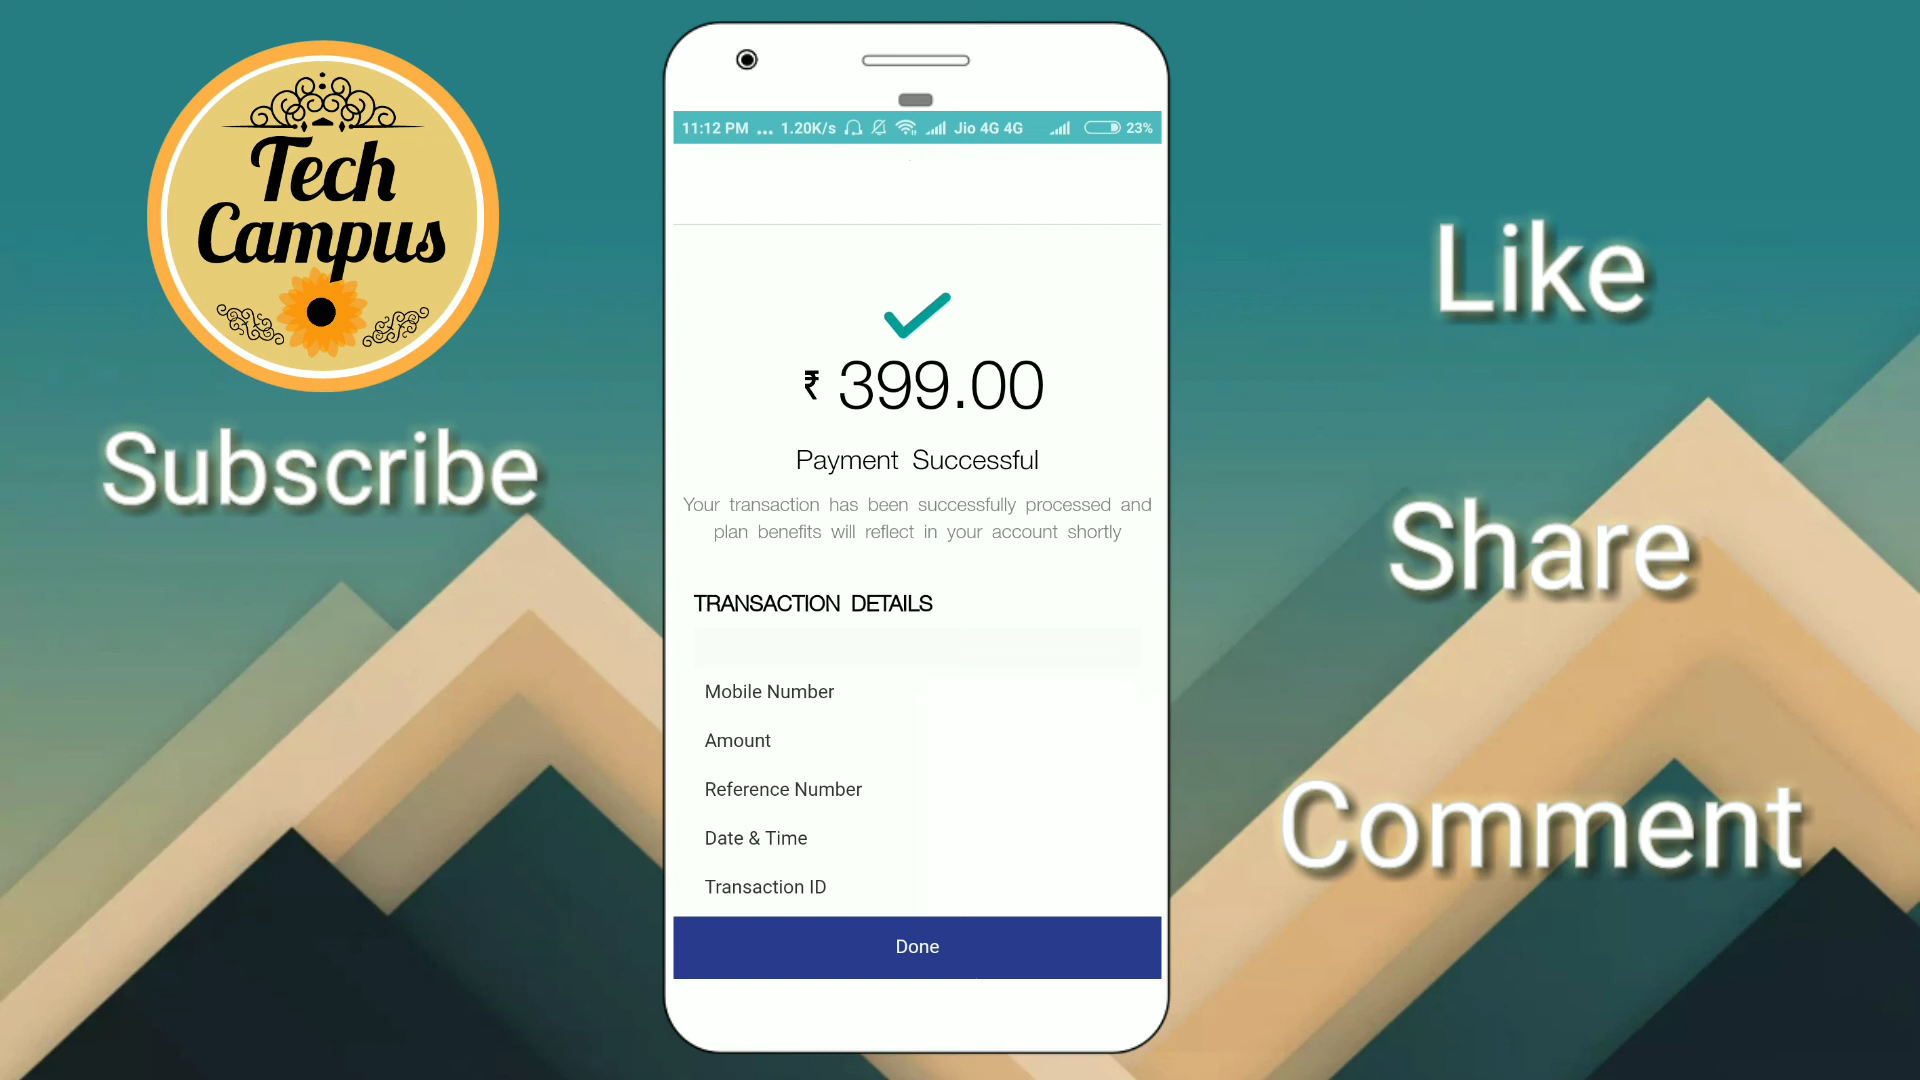 Tech
Campus
Subscribe
11:12 PM ... 1.20K/s Jio 4G 4G 23%
₹ 399.00
Payment Successful
Your transaction has been successfully processed and
plan benefits will reflect in your account shortly
TRANSACTION DETAILS
Mobile Number
Amount
Reference Number
Date & Time
Transaction ID
Done
Like
Share
Comment